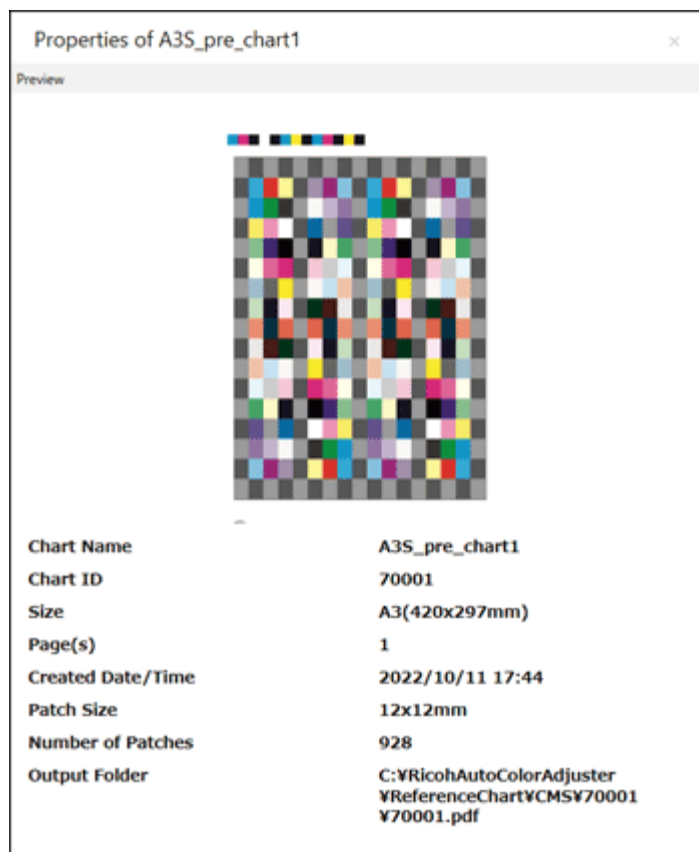 Properties of A3S_pre_chart1
×
Preview
Chart Name A3S_pre_chart1
Chart ID 70001
Size A3(420x297mm)
Page(s) 1
Created Date/Time 2022/10/11 17:44
Patch Size 12x12mm
Number of Patches 928
Output Folder C:¥RicohAutoColorAdjuster
¥ReferenceChart¥CMS¥70001
¥70001.pdf